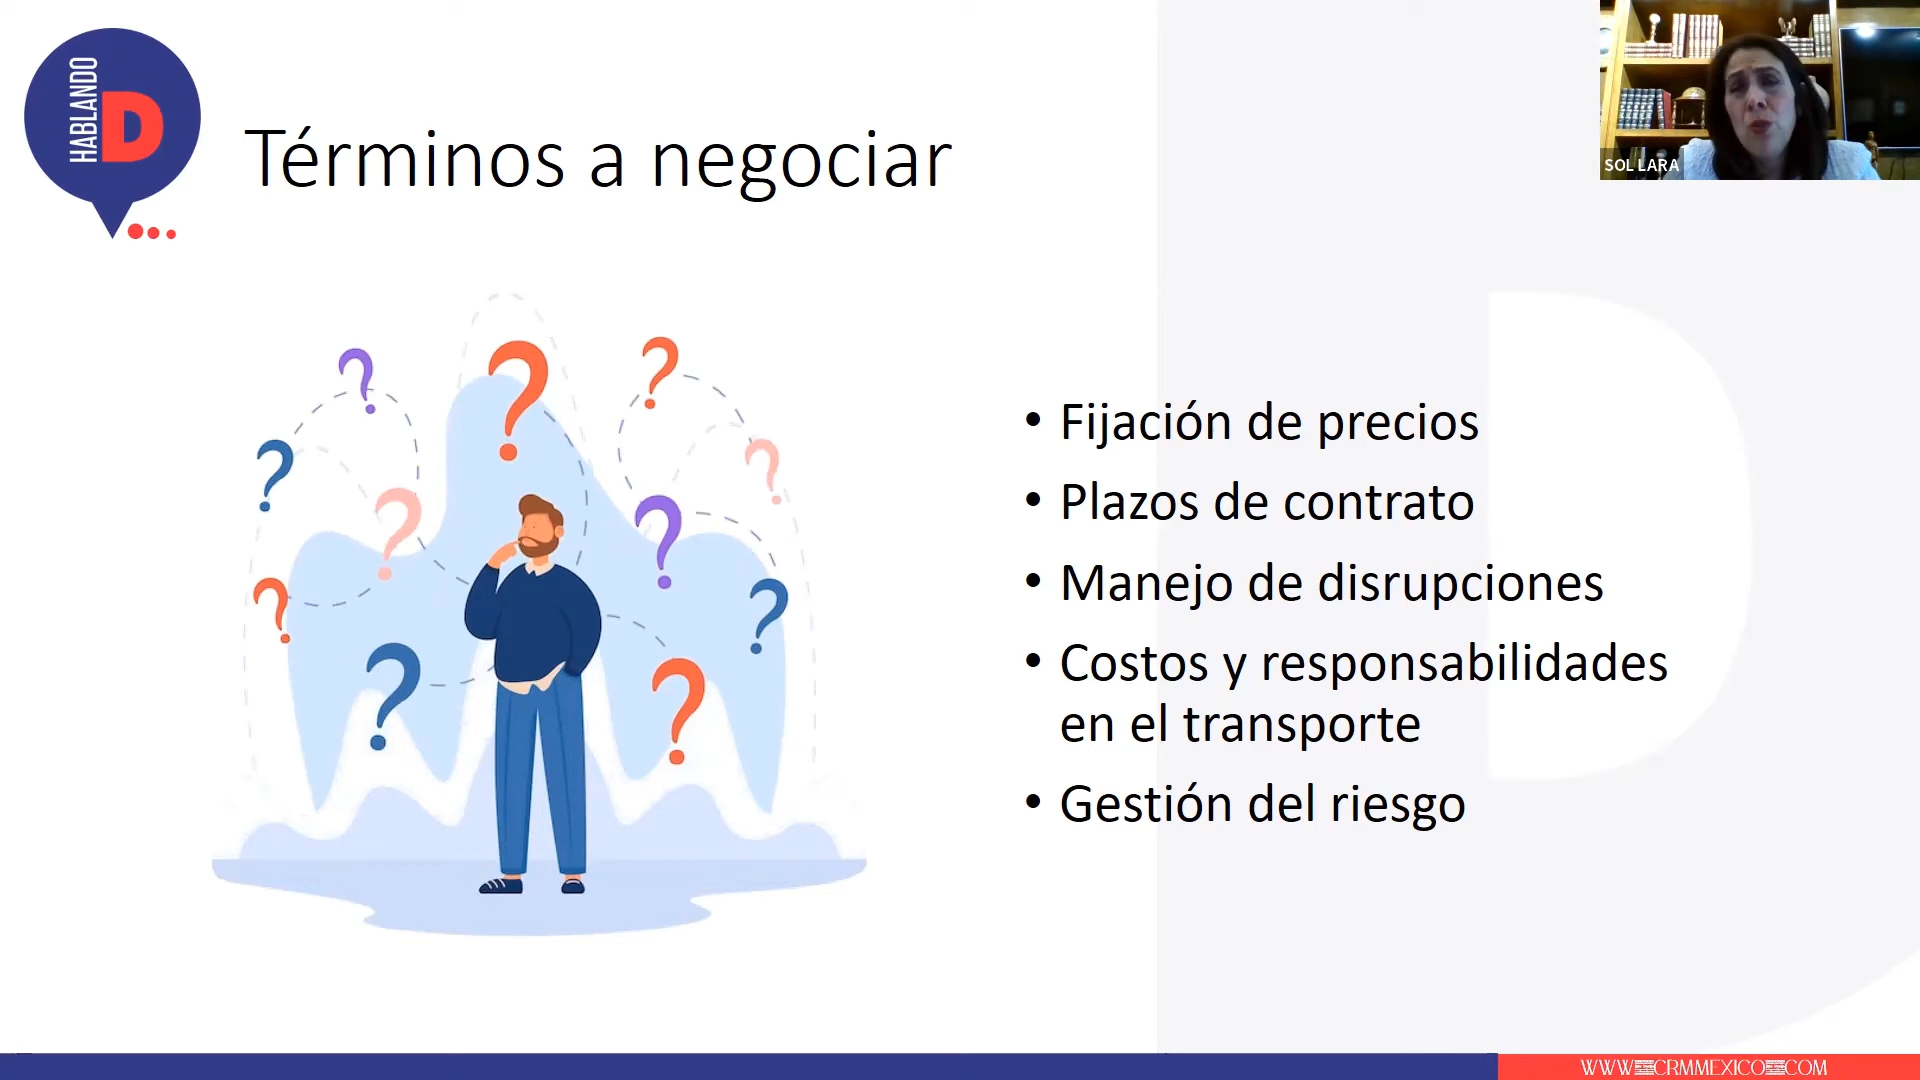 HABLANDO
D
Términos a negociar
SOL LARA
• Fijación de precios
• Plazos de contrato
• Manejo de disrupciones
• Costos y responsabilidades
en el transporte
• Gestión del riesgo
WWW.CRMMEXICO.COM